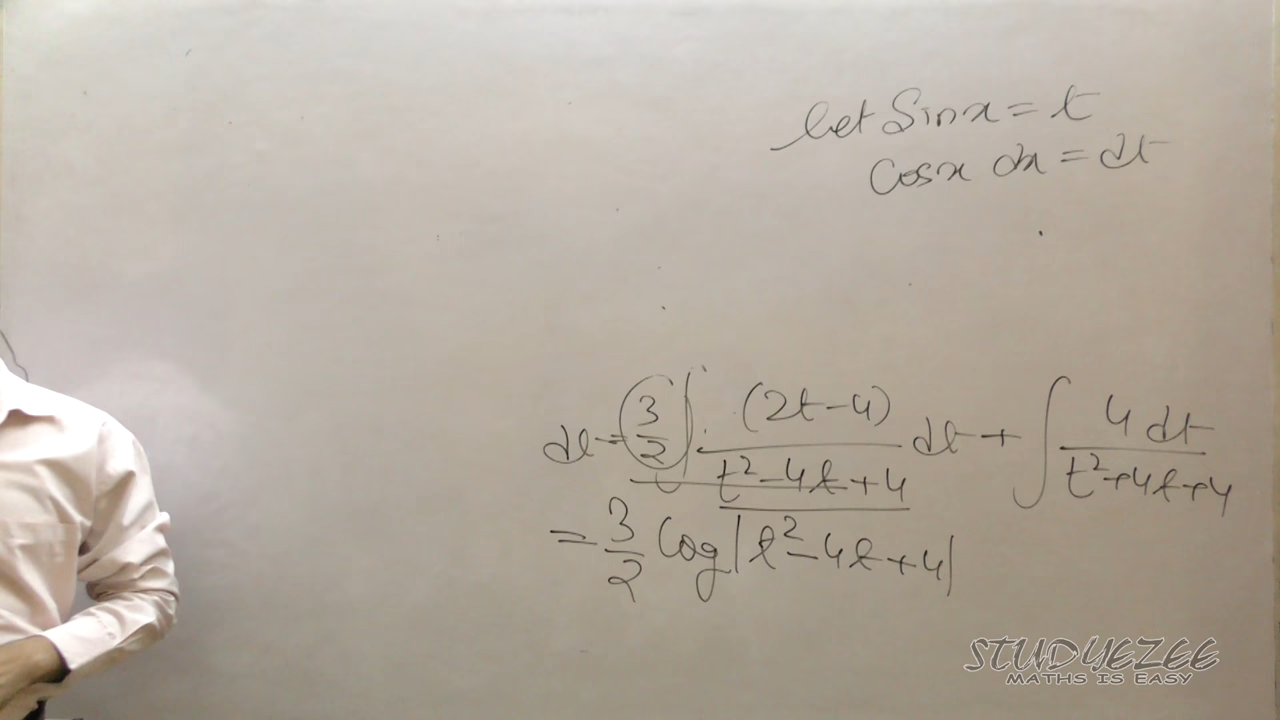 let Sinx = t
Cosx dx = dt
dt = 3/2 ∫ (2t-4)/(t²-4t+4) dt + ∫ 4 dt/(t²+4t+4)
= 3/2 log|t²-4t+4|
STUDYEZEE
MATHS IS EASY